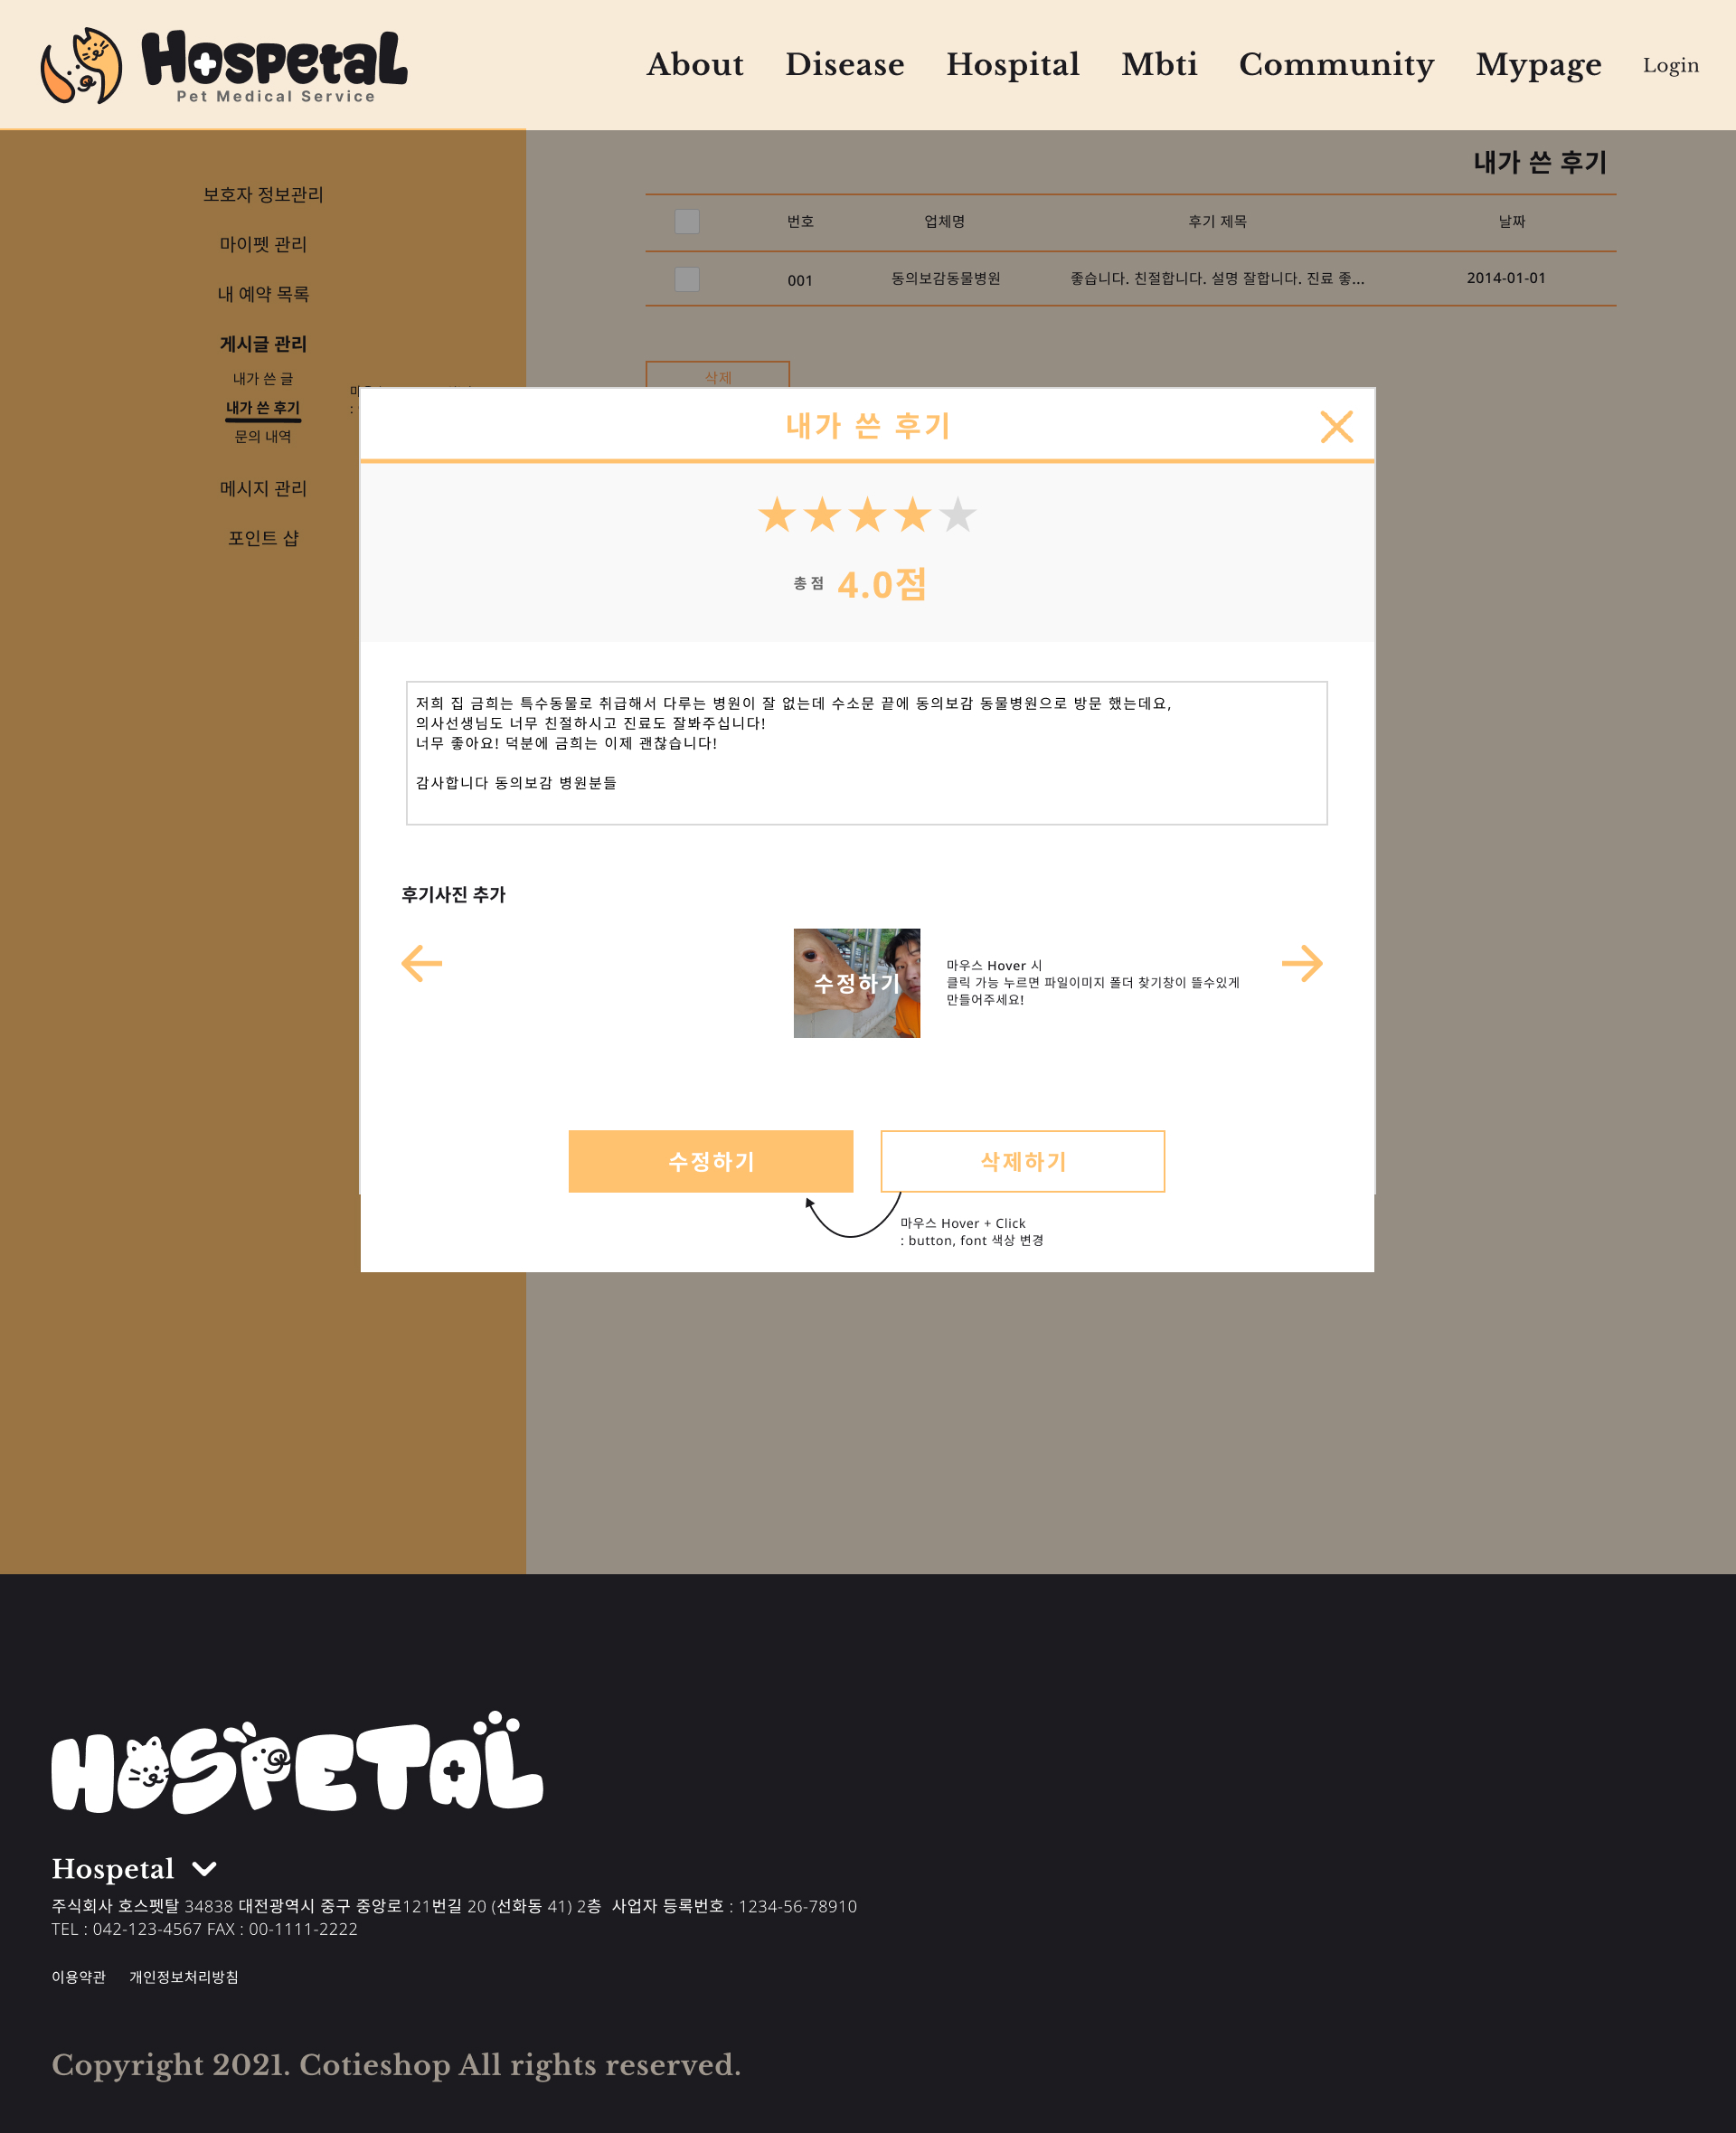 Hospetal
Pet Medical Service
About Disease Hospital Mbti Community Mypage Login
내가 쓴 후기
보호자 정보관리
마이펫 관리
내 예약 목록
게시글 관리
내가 쓴 글
내가 쓴 후기
문의 내역
메시지 관리
포인트 샵
번호 업체명 후기 제목 날짜
001 동의보감동물병원 좋습니다. 친절합니다. 설명 잘합니다. 진료 좋... 2014-01-01
삭제
내가 쓴 후기
총점 4.0점
저희 집 금희는 특수동물로 취급해서 다루는 병원이 잘 없는데 수소문 끝에 동의보감 동물병원으로 방문 했는데요,
의사선생님도 너무 친절하시고 진료도 잘봐주십니다!
너무 좋아요! 덕분에 금희는 이제 괜찮습니다!
감사합니다 동의보감 병원분들
후기사진 추가
수정하기
마우스 Hover 시
클릭 가능 누르면 파일이미지 폴더 찾기창이 뜰수있게
만들어주세요!
수정하기 삭제하기
마우스 Hover + Click
: button, font 색상 변경
HOSPETAL
Hospetal
주식회사 호스펫탈 34838 대전광역시 중구 중앙로121번길 20 (선화동 41) 2층 사업자 등록번호 : 1234-56-78910
TEL : 042-123-4567 FAX : 00-1111-2222
이용약관 개인정보처리방침
Copyright 2021. Cotieshop All rights reserved.